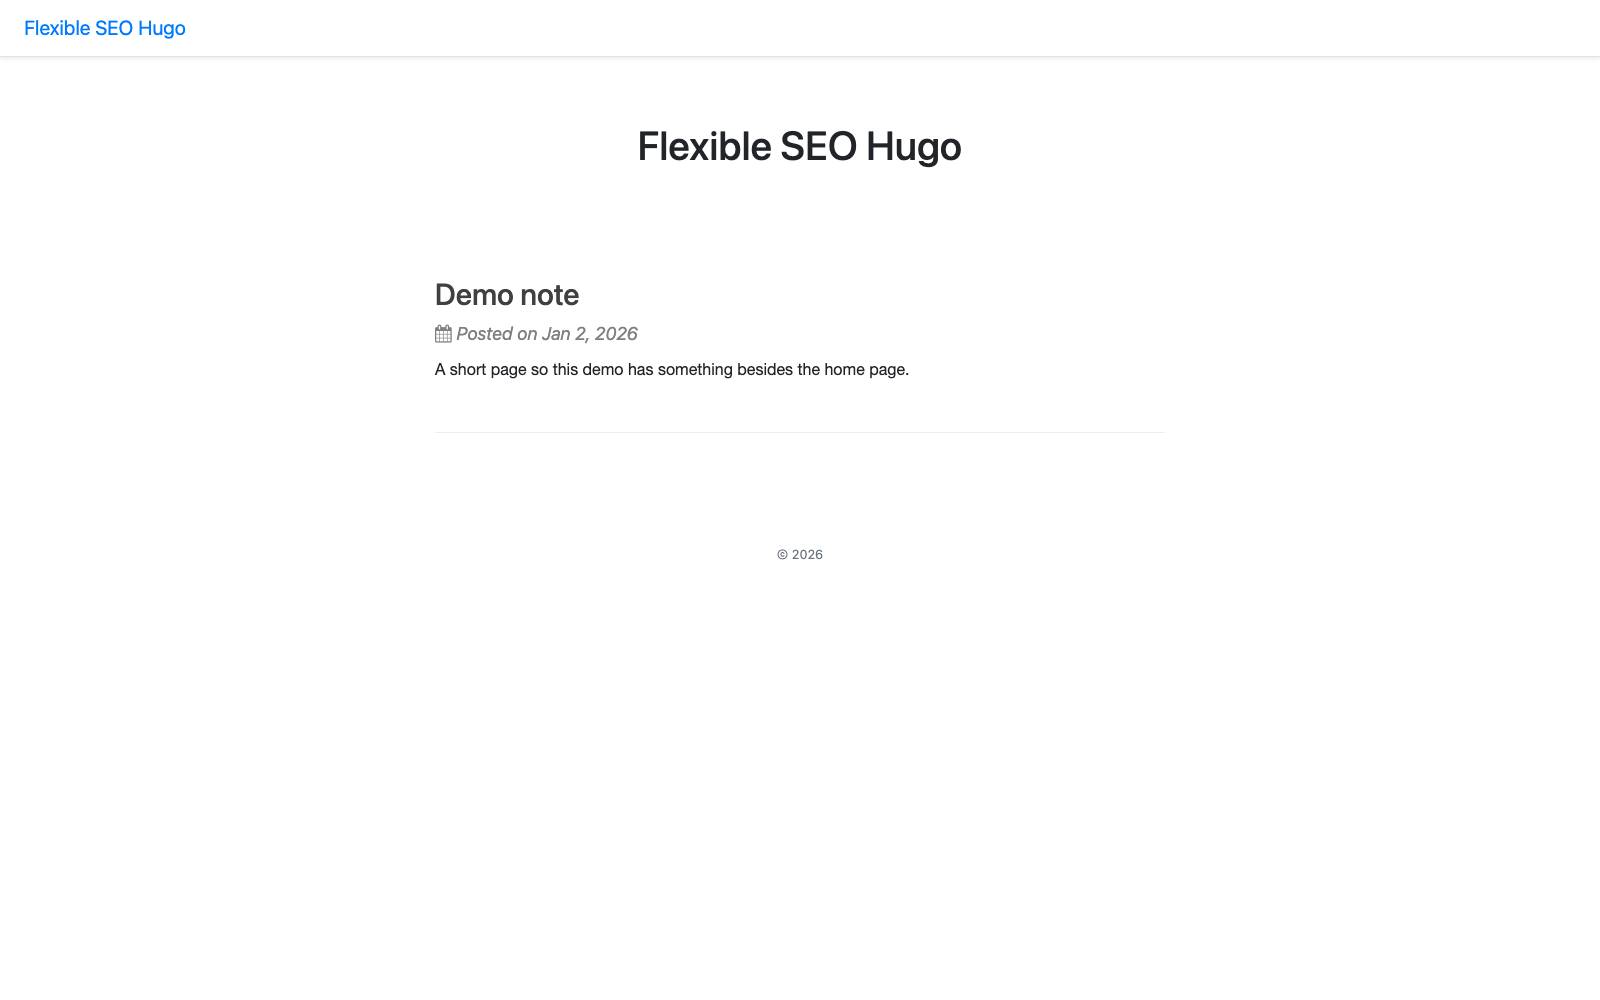 Flexible SEO Hugo
Flexible SEO Hugo
Demo note
Posted on Jan 2, 2026
A short page so this demo has something besides the home page.
© 2026